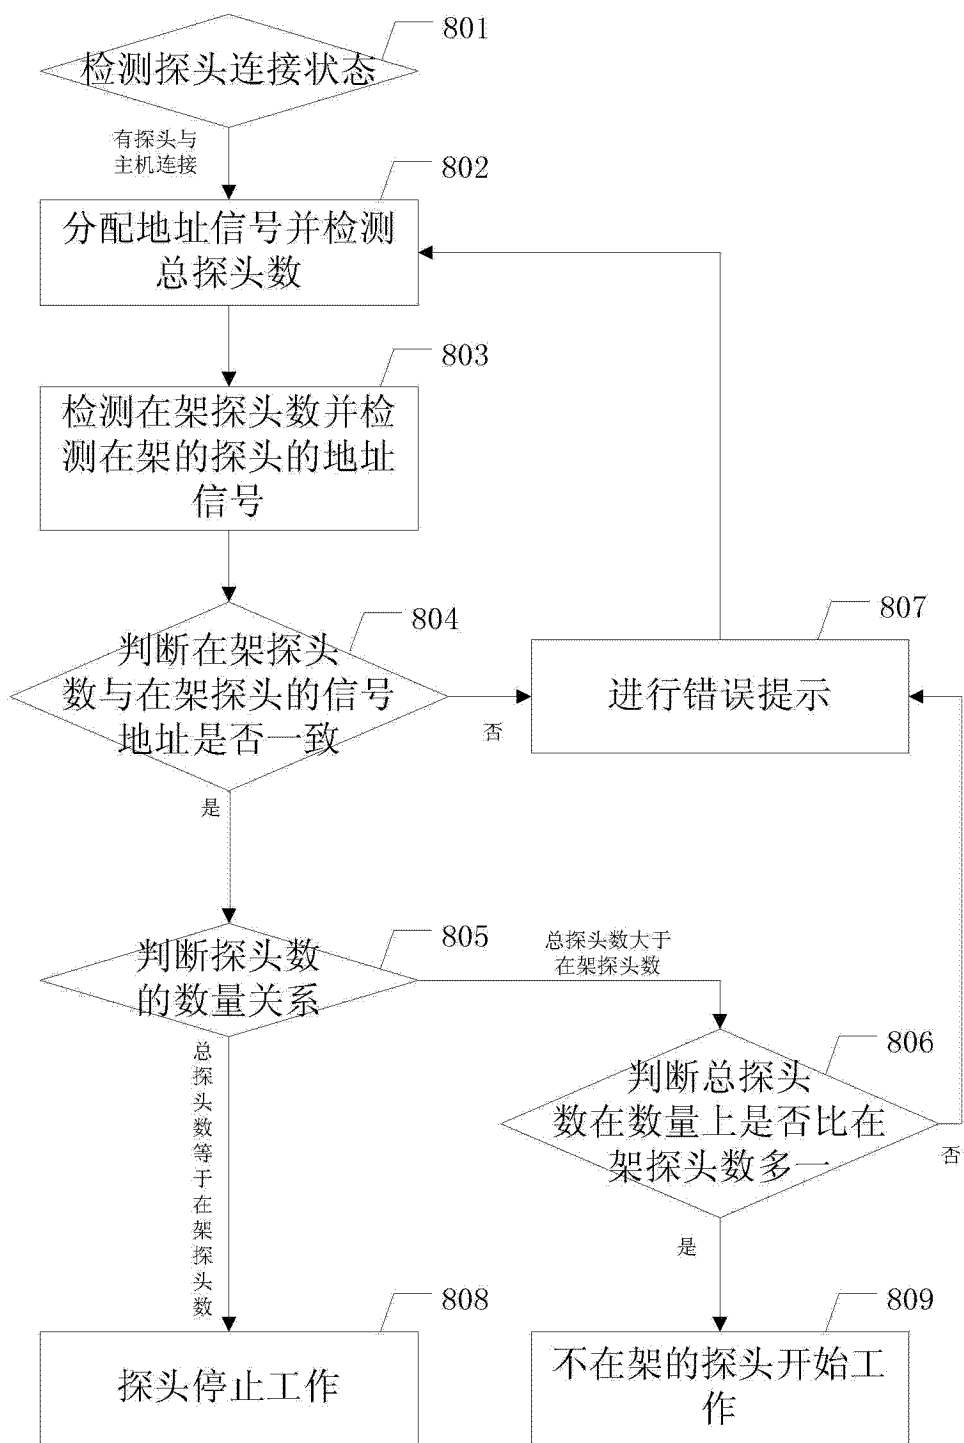 801
检测探头连接状态
有探头与
主机连接
802
分配地址信号并检测
总探头数
803
检测在架探头数并检
测在架的探头的地址
信号
804
判断在架探头
数与在架探头的信号
地址是否一致
否
是
807
进行错误提示
805
判断探头数
的数量关系
总探头数大于
在架探头数
总探头数等于在架探头数
806
判断总探头
数在数量上是否比在
架探头数多一
否
是
808
探头停止工作
809
不在架的探头开始工
作